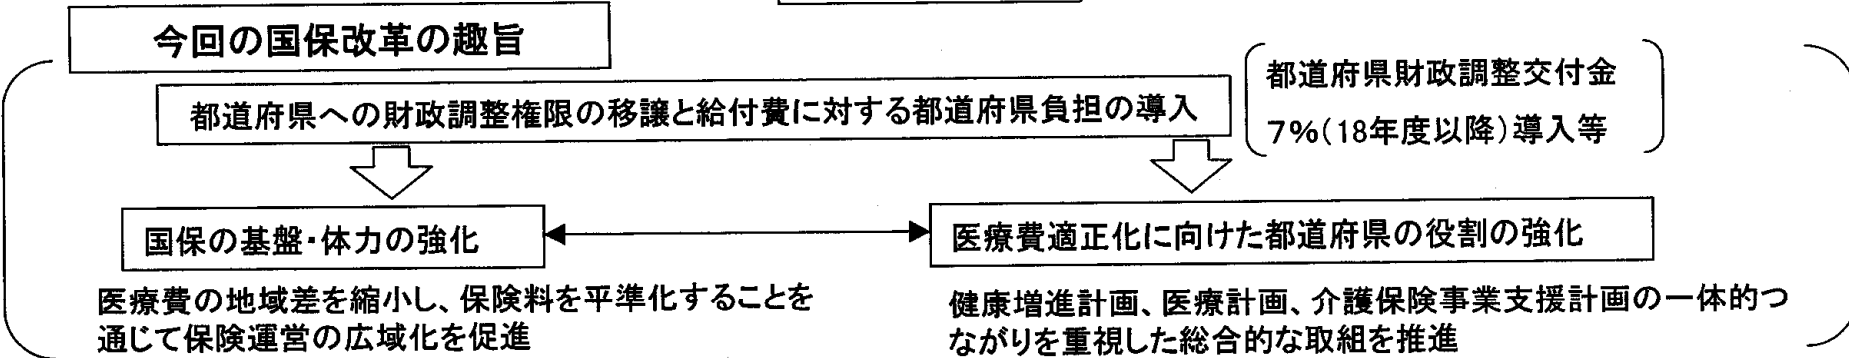 今回の国保改革の趣旨
都道府県への財政調整権限の移譲と給付費に対する都道府県負担の導入
都道府県財政調整交付金
7%(18年度以降)導入等
国保の基盤・体力の強化
医療費の地域差を縮小し、保険料を平準化することを
通じて保険運営の広域化を促進
医療費適正化に向けた都道府県の役割の強化
健康増進計画、医療計画、介護保険事業支援計画の一体的つ
ながりを重視した総合的な取組を推進